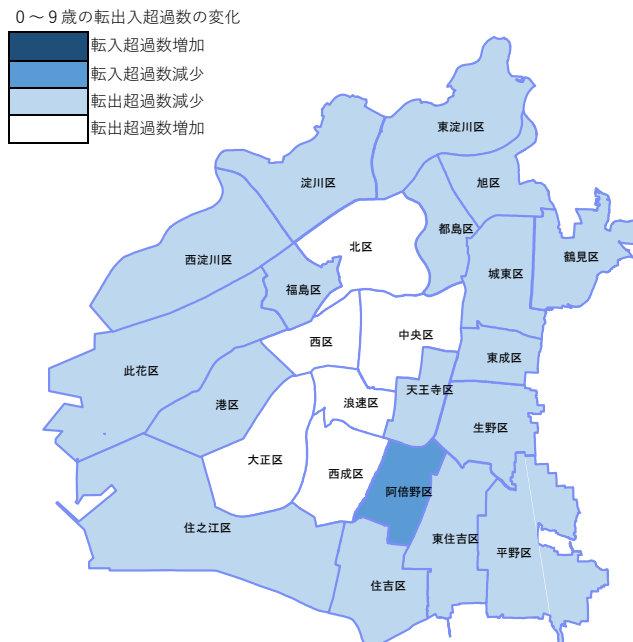 0～9歳の転出入超過数の変化
転入超過数増加
転入超過数減少
転出超過数減少
転出超過数増加
東淀川区
淀川区
旭区
都島区
北区
鶴見区
西淀川区
城東区
福島区
中央区
西区
東成区
此花区
天王寺区
港区
浪速区
生野区
大正区
西成区
阿倍野区
住之江区
東住吉区
平野区
住吉区